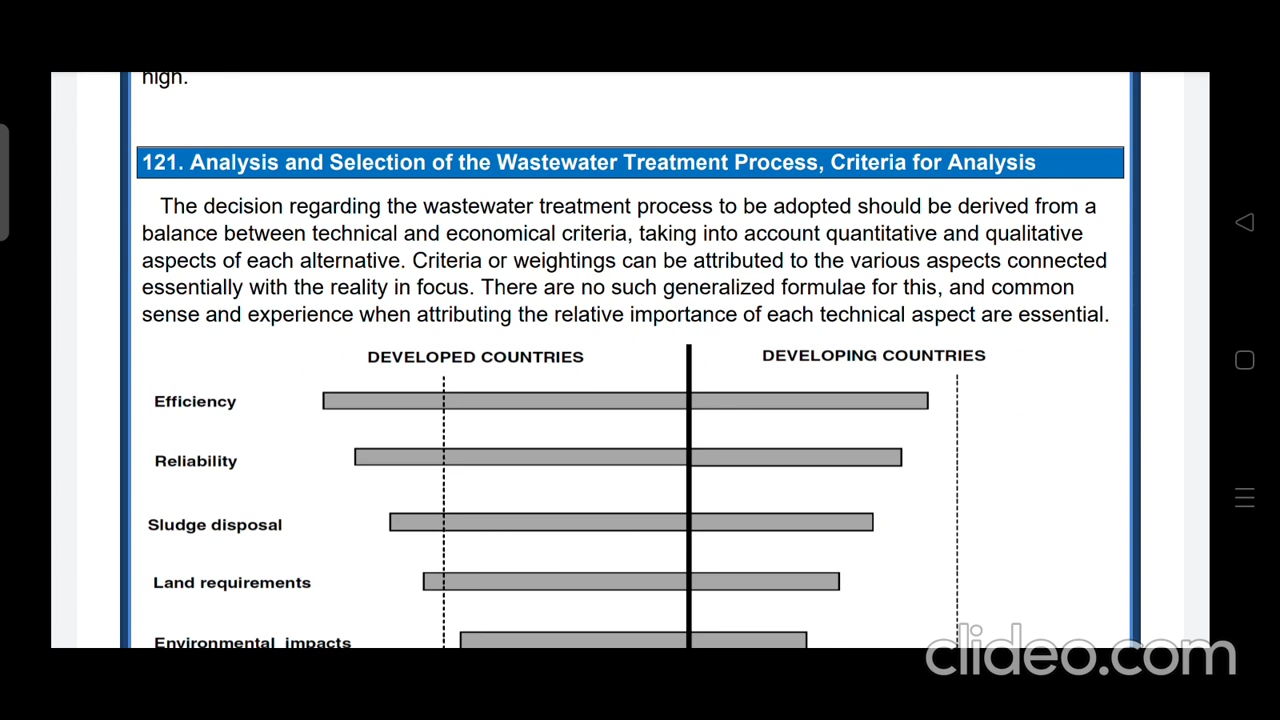 high.
121. Analysis and Selection of the Wastewater Treatment Process, Criteria for Analysis
The decision regarding the wastewater treatment process to be adopted should be derived from a
balance between technical and economical criteria, taking into account quantitative and qualitative
aspects of each alternative. Criteria or weightings can be attributed to the various aspects connected
essentially with the reality in focus. There are no such generalized formulae for this, and common
sense and experience when attributing the relative importance of each technical aspect are essential.
DEVELOPED COUNTRIES DEVELOPING COUNTRIES
Efficiency
Reliability
Sludge disposal
Land requirements
Environmental impacts
clideo.com